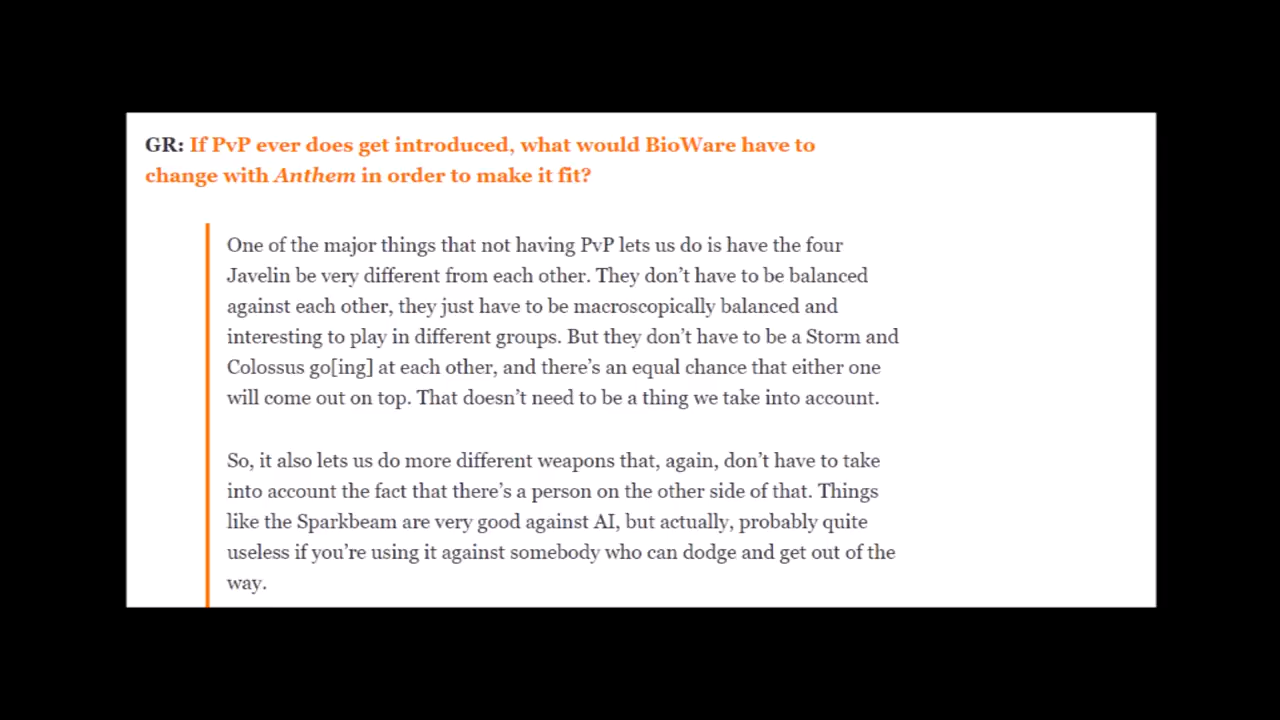 GR: If PvP ever does get introduced, what would BioWare have to
change with Anthem in order to make it fit?
One of the major things that not having PvP lets us do is have the four
Javelin be very different from each other. They don’t have to be balanced
against each other, they just have to be macroscopically balanced and
interesting to play in different groups. But they don’t have to be a Storm and
Colossus go[ing] at each other, and there’s an equal chance that either one
will come out on top. That doesn’t need to be a thing we take into account.
So, it also lets us do more different weapons that, again, don’t have to take
into account the fact that there’s a person on the other side of that. Things
like the Sparkbeam are very good against AI, but actually, probably quite
useless if you’re using it against somebody who can dodge and get out of the
way.